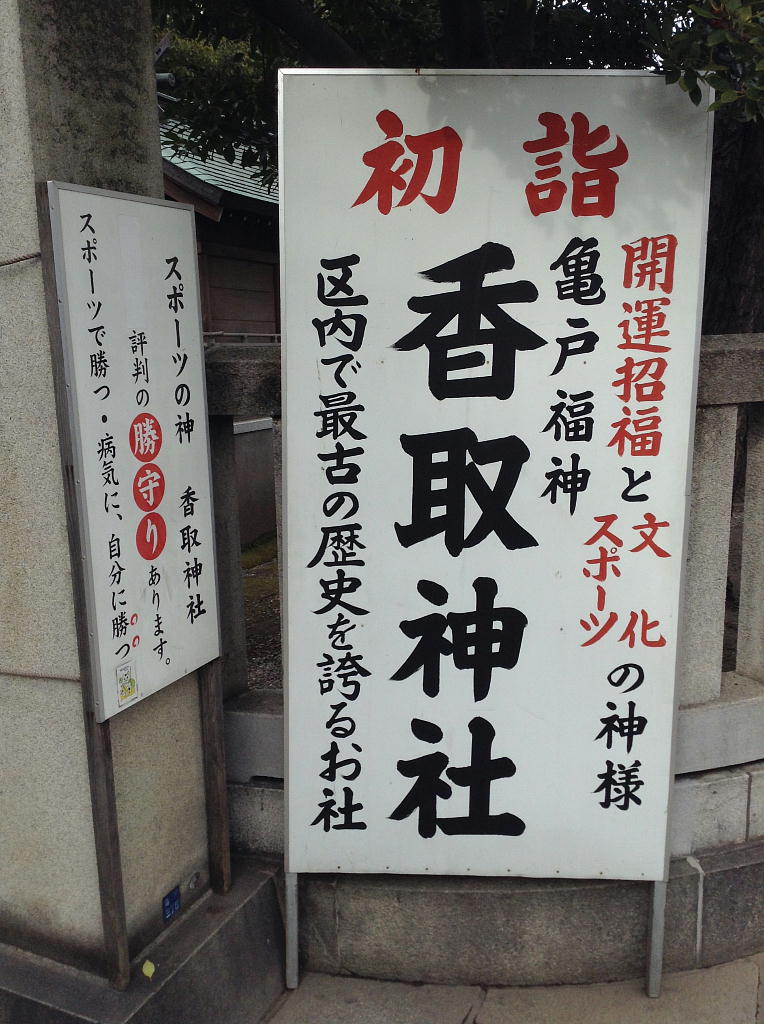 初詣
開運招福と文化スポーツの神様
亀戸福神
香取神社
区内で最古の歴史を誇るお社
スポーツの神 香取神社
評判の勝守りあります。
スポーツで勝つ・病気に、自分に勝つ